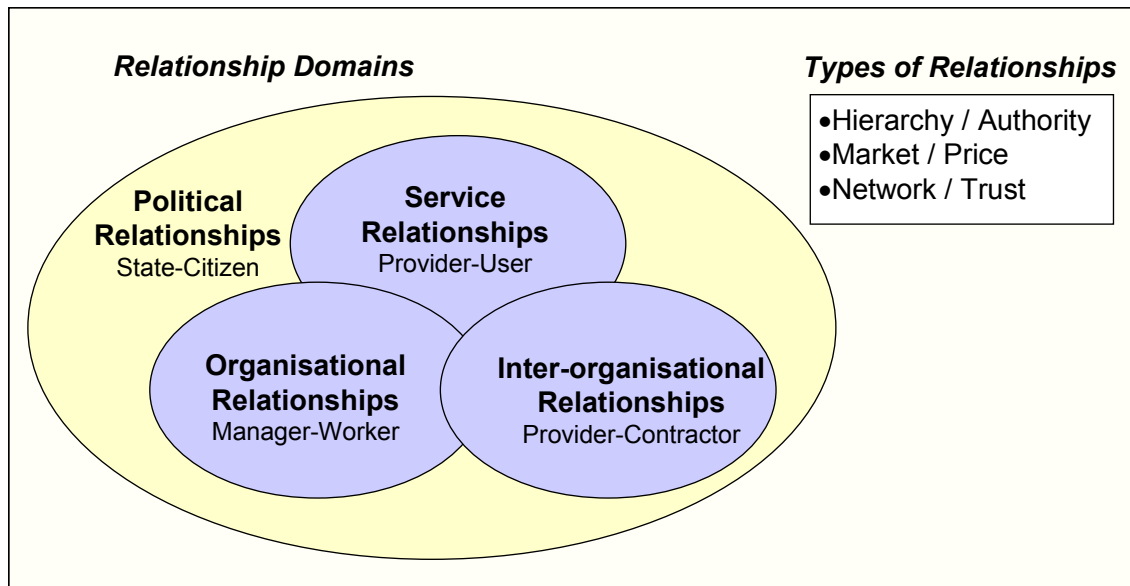 Relationship Domains
Types of Relationships
•Hierarchy / Authority
•Market / Price
•Network / Trust
Political
Relationships
State-Citizen
Service
Relationships
Provider-User
Organisational
Relationships
Manager-Worker
Inter-organisational
Relationships
Provider-Contractor